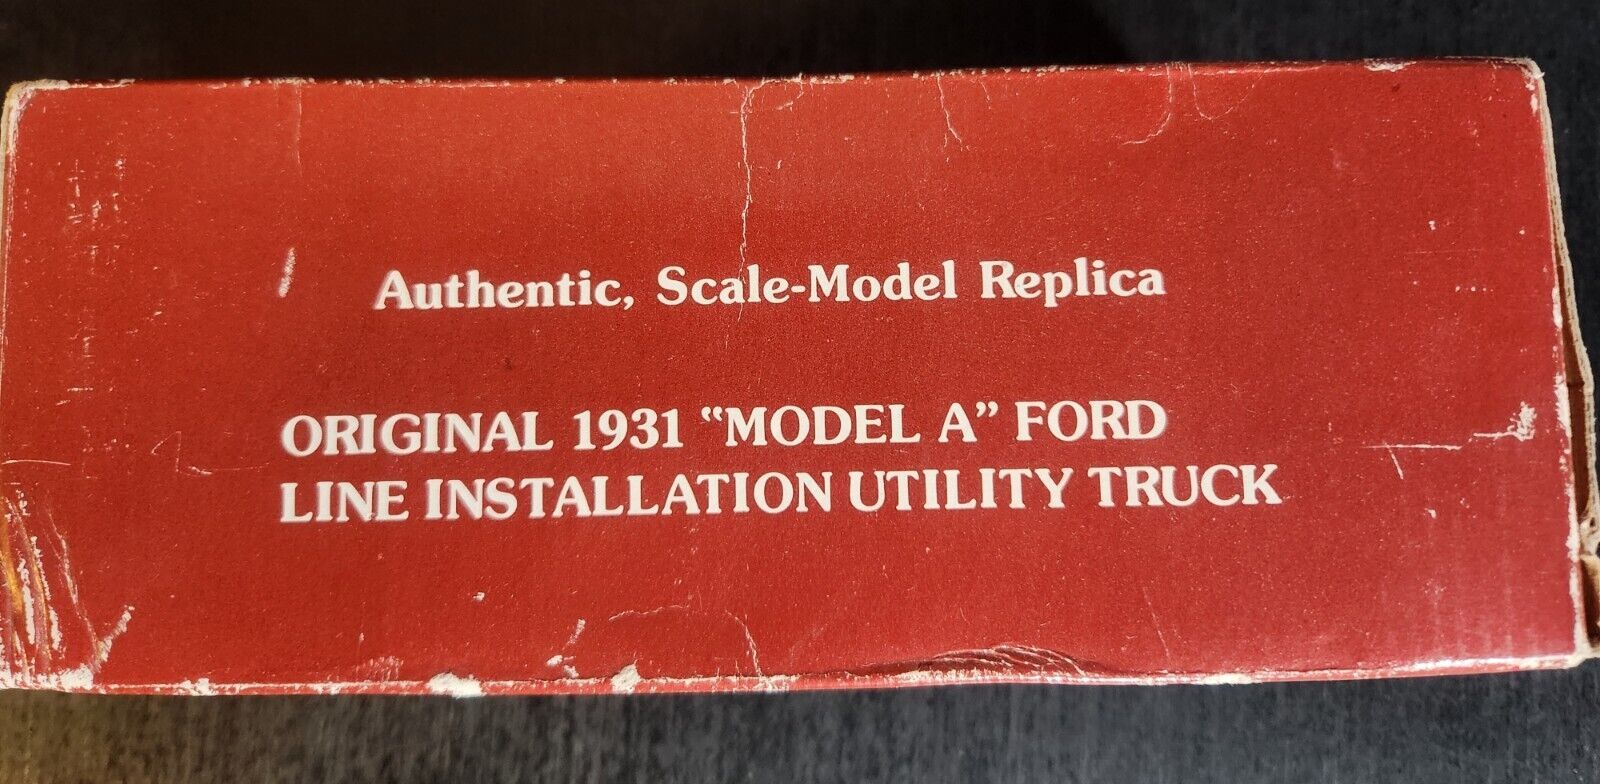 Authentic, Scale-Model Replica
ORIGINAL 1931 “MODEL A” FORD
LINE INSTALLATION UTILITY TRUCK